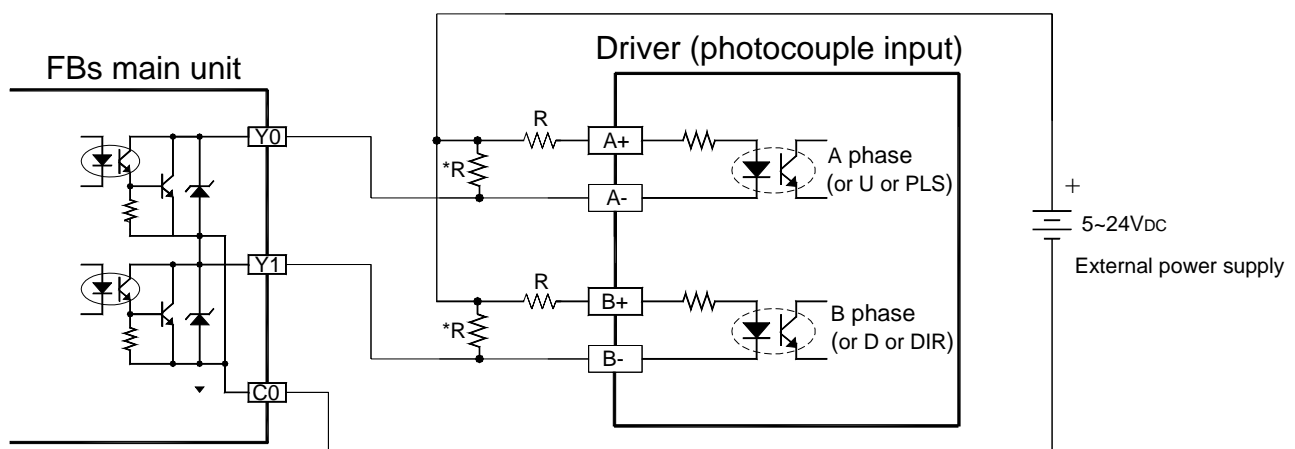 Driver (photocouple input)
FBs main unit
Y0
R
A+
*R
A phase
(or U or PLS)
A-
+
5~24VDC
External power supply
Y1
R
B+
*R
B phase
(or D or DIR)
B-
C0